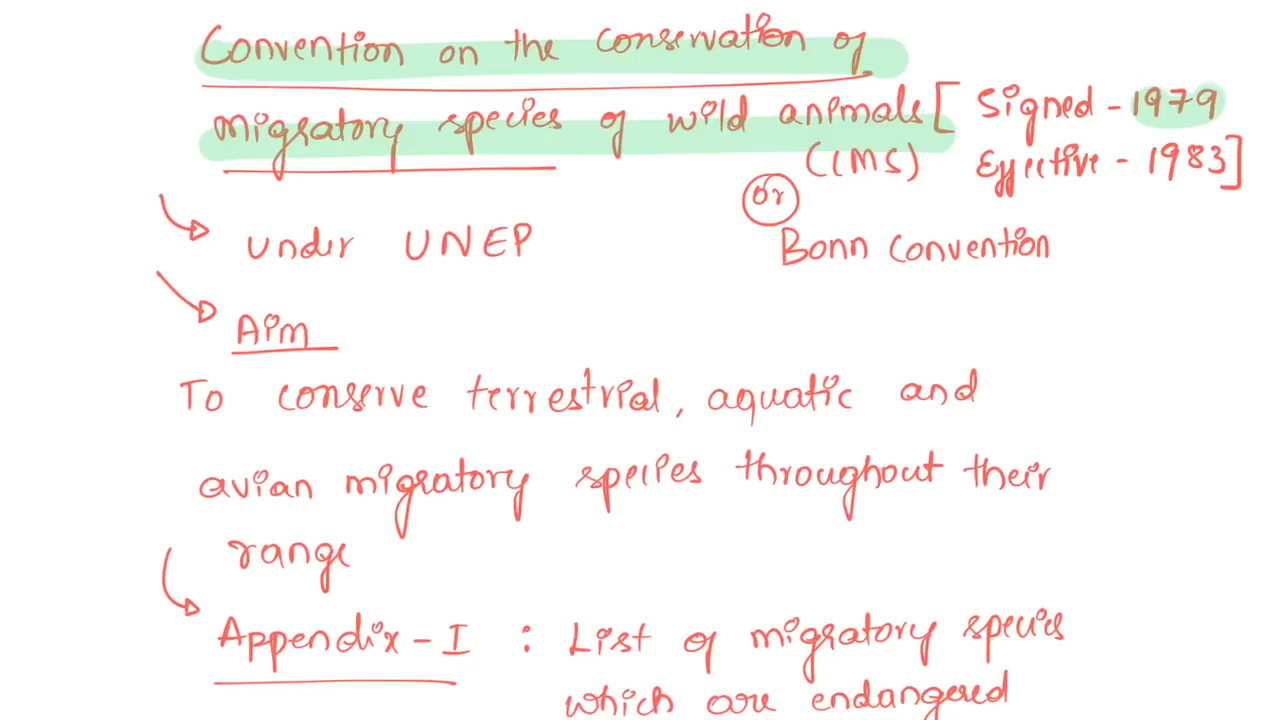 Convention on the conservation of
migratory species of wild animals [ Signed - 1979
(CMS) Effective - 1983 ]
or
under UNEP Bonn convention
Aim
To conserve terrestrial, aquatic and
avian migratory species throughout their
range
Appendix - I : List of migratory species
which are endangered